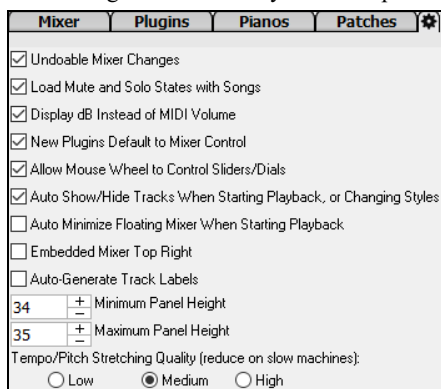 Mixer Plugins Pianos Patches
Undoable Mixer Changes
Load Mute and Solo States with Songs
Display dB Instead of MIDI Volume
New Plugins Default to Mixer Control
Allow Mouse Wheel to Control Sliders/Dials
Auto Show/Hide Tracks When Starting Playback, or Changing Styles
Auto Minimize Floating Mixer When Starting Playback
Embedded Mixer Top Right
Auto-Generate Track Labels
34 + − Minimum Panel Height
35 + − Maximum Panel Height
Tempo/Pitch Stretching Quality (reduce on slow machines):
Low Medium High